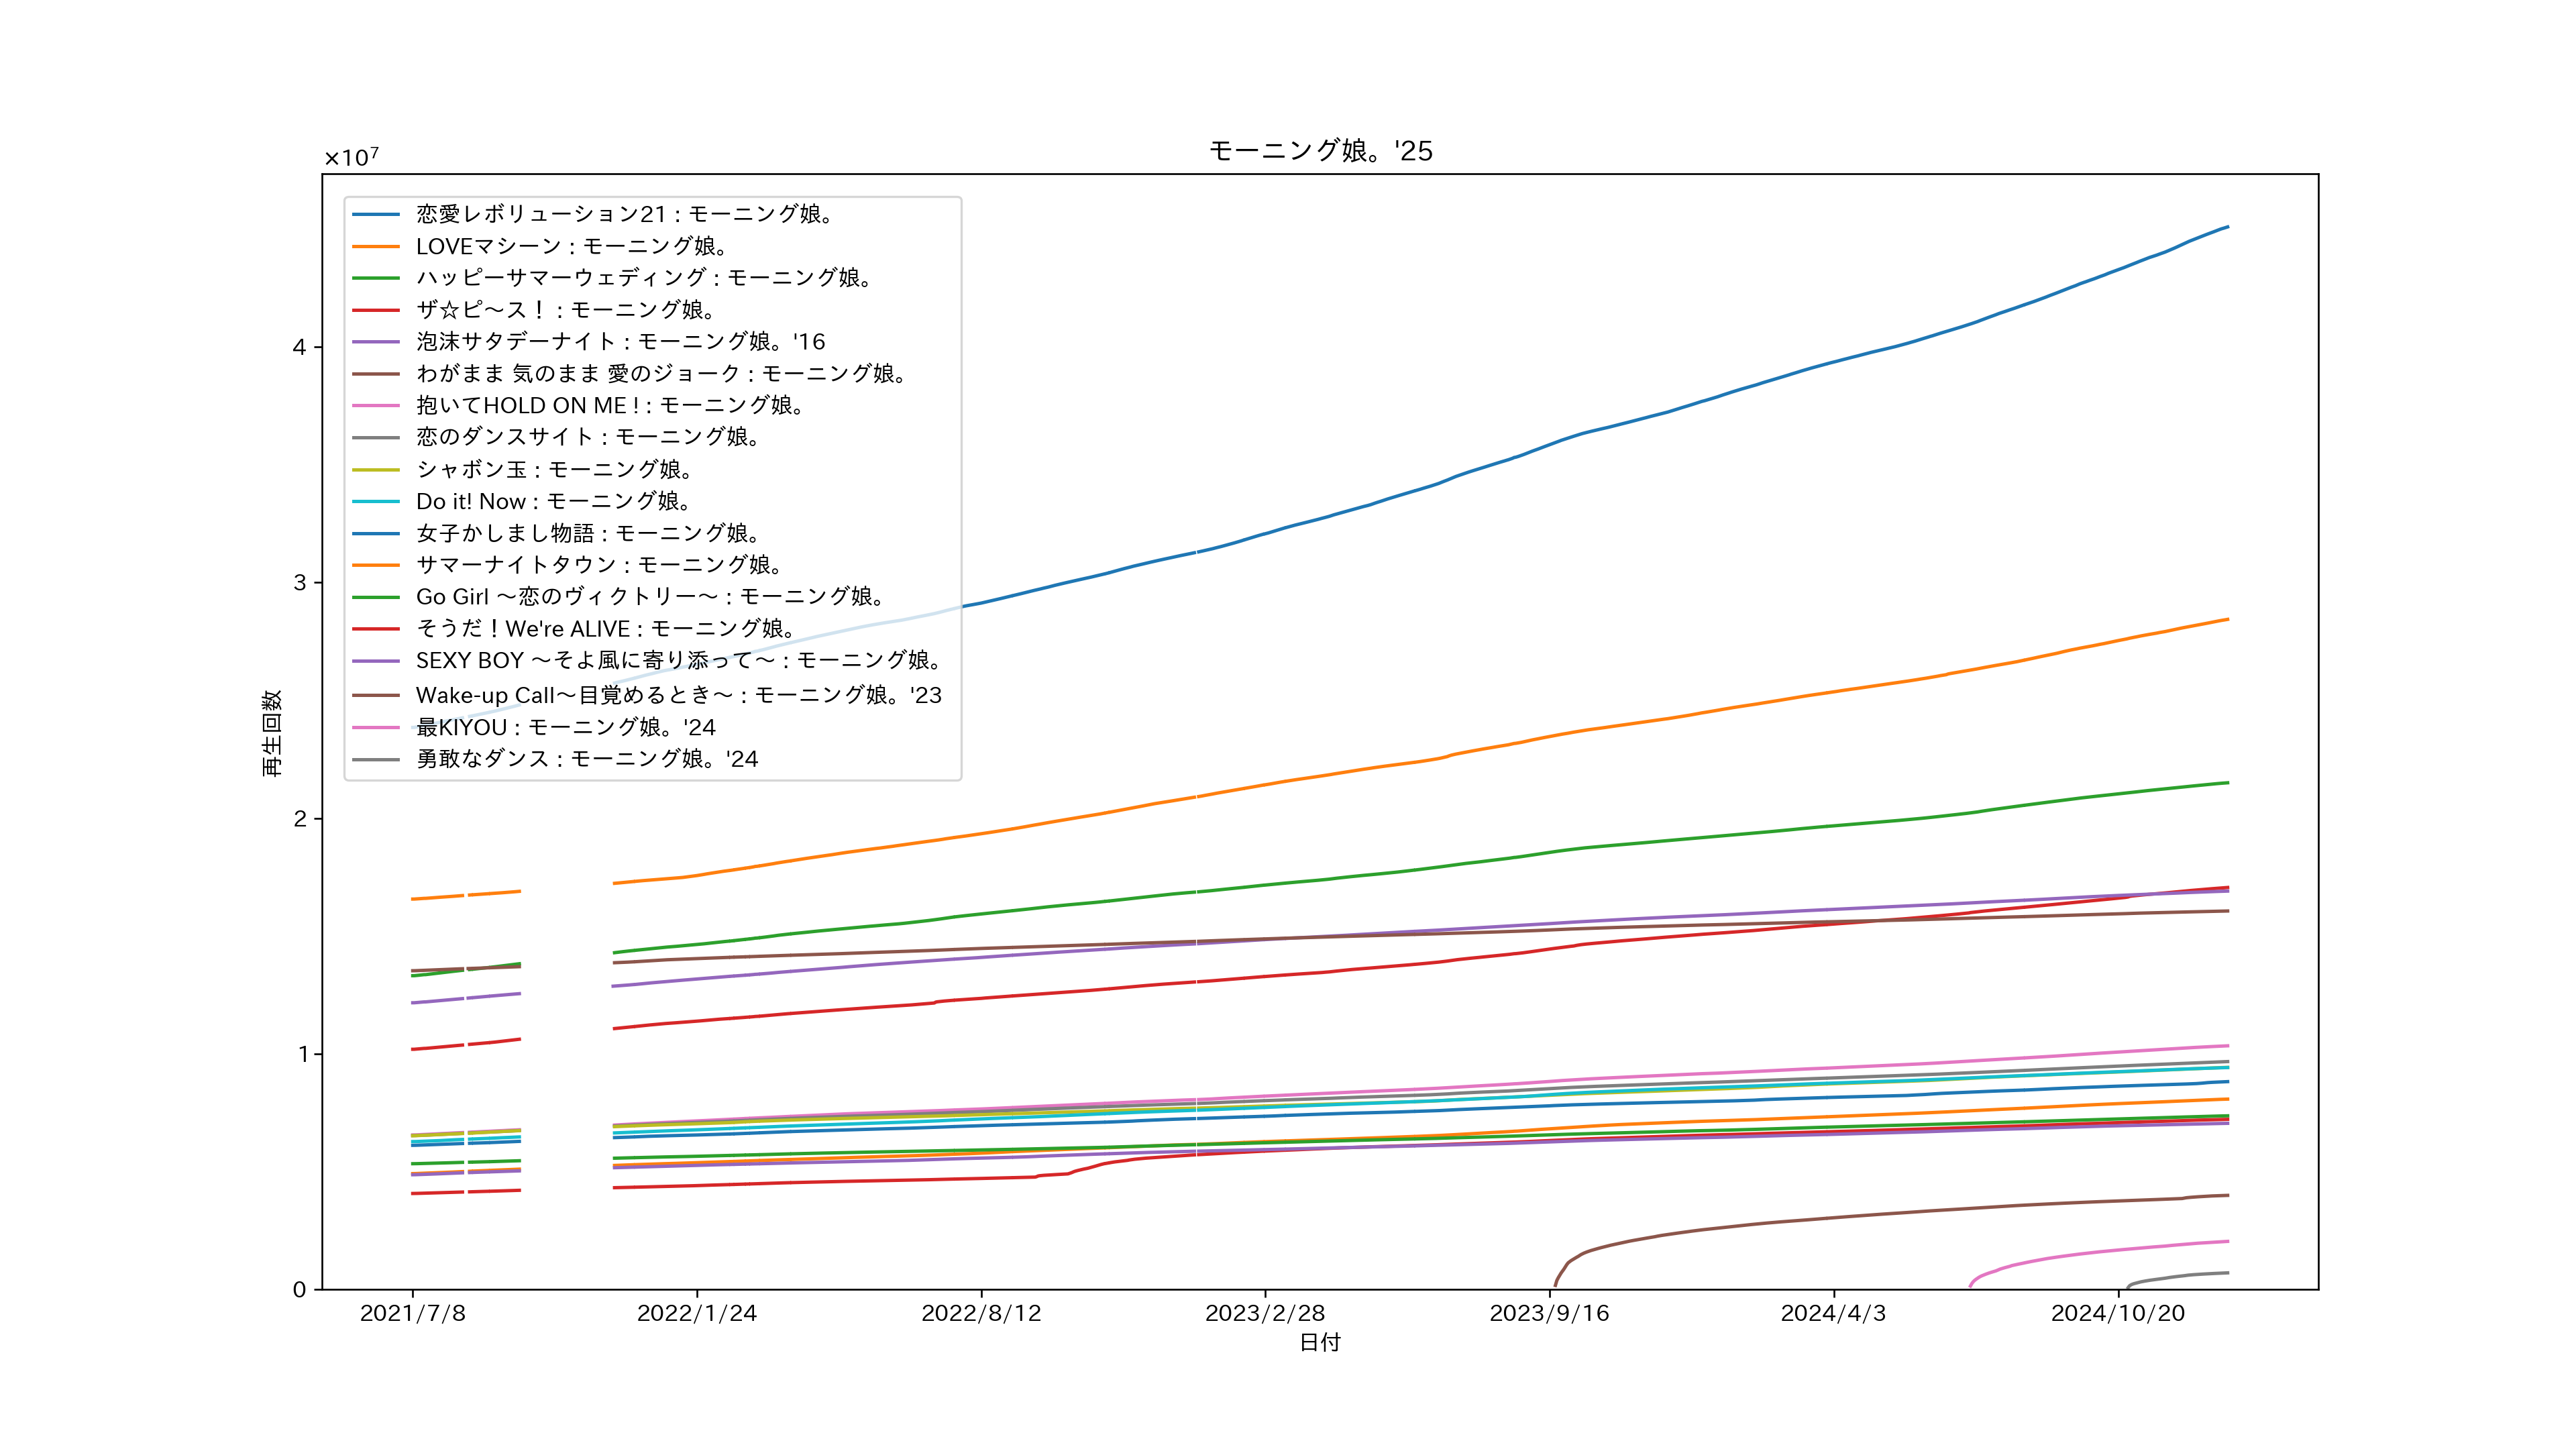 モーニング娘。'25
×10⁷
恋愛レボリューション21 : モーニング娘。
LOVEマシーン : モーニング娘。
ハッピーサマーウェディング : モーニング娘。
ザ☆ピ〜ス！ : モーニング娘。
泡沫サタデーナイト : モーニング娘。'16
わがまま 気のまま 愛のジョーク : モーニング娘。
抱いてHOLD ON ME ! : モーニング娘。
恋のダンスサイト : モーニング娘。
シャボン玉 : モーニング娘。
Do it! Now : モーニング娘。
女子かしまし物語 : モーニング娘。
サマーナイトタウン : モーニング娘。
Go Girl 〜恋のヴィクトリー〜 : モーニング娘。
そうだ！We're ALIVE : モーニング娘。
SEXY BOY 〜そよ風に寄り添って〜 : モーニング娘。
Wake-up Call〜目覚めるとき〜 : モーニング娘。'23
最KIYOU : モーニング娘。'24
勇敢なダンス : モーニング娘。'24
4
3
2
1
0
再生回数
2021/7/8
2022/1/24
2022/8/12
2023/2/28
2023/9/16
2024/4/3
2024/10/20
日付